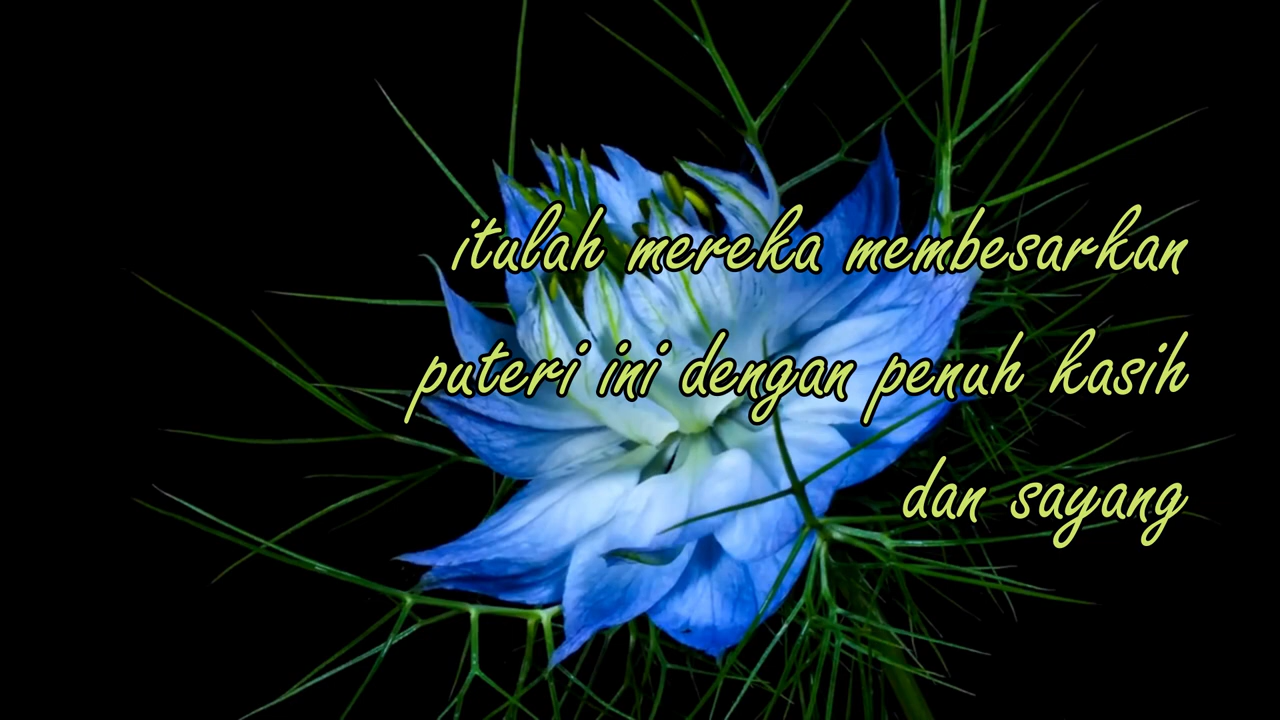 itulah mereka membesarkan
puteri ini dengan penuh kasih
dan sayang